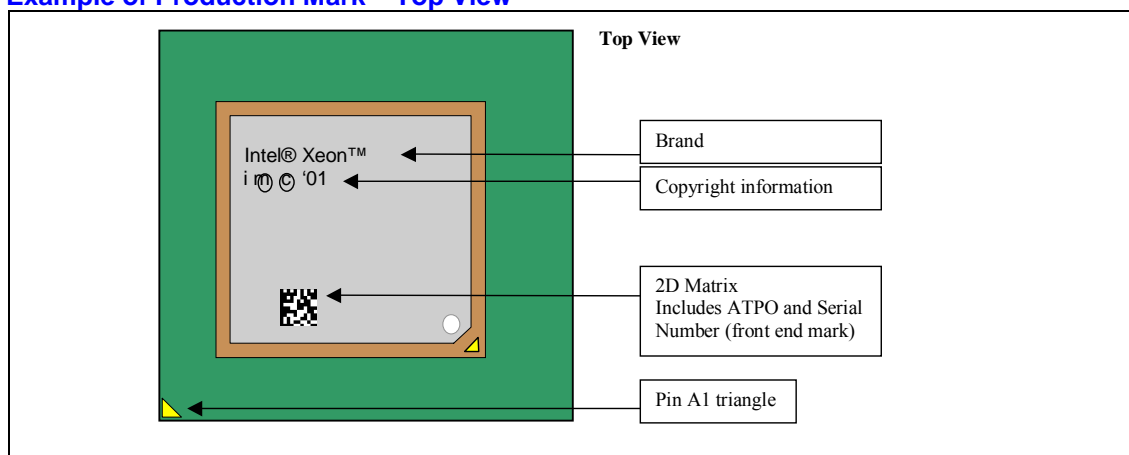 Example of Production Mark – Top View
Top View
Intel® Xeon™
i ⓜ © '01
Brand
Copyright information
2D Matrix
Includes ATPO and Serial
Number (front end mark)
Pin A1 triangle